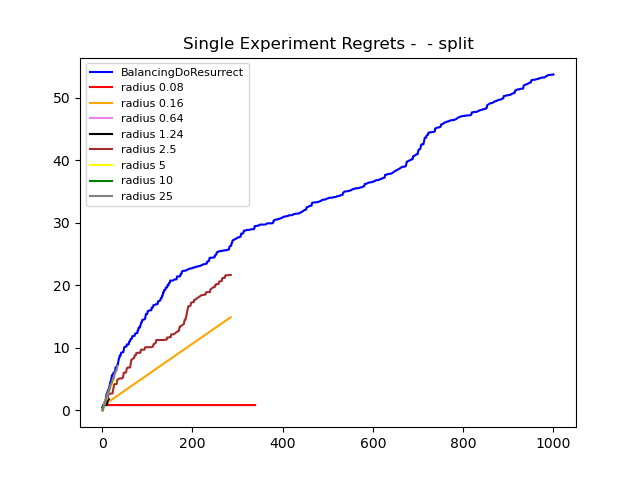 Single Experiment Regrets -  - split
BalancingDoResurrect
radius 0.08
radius 0.16
radius 0.64
radius 1.24
radius 2.5
radius 5
radius 10
radius 25
50
40
30
20
10
0
0 200 400 600 800 1000